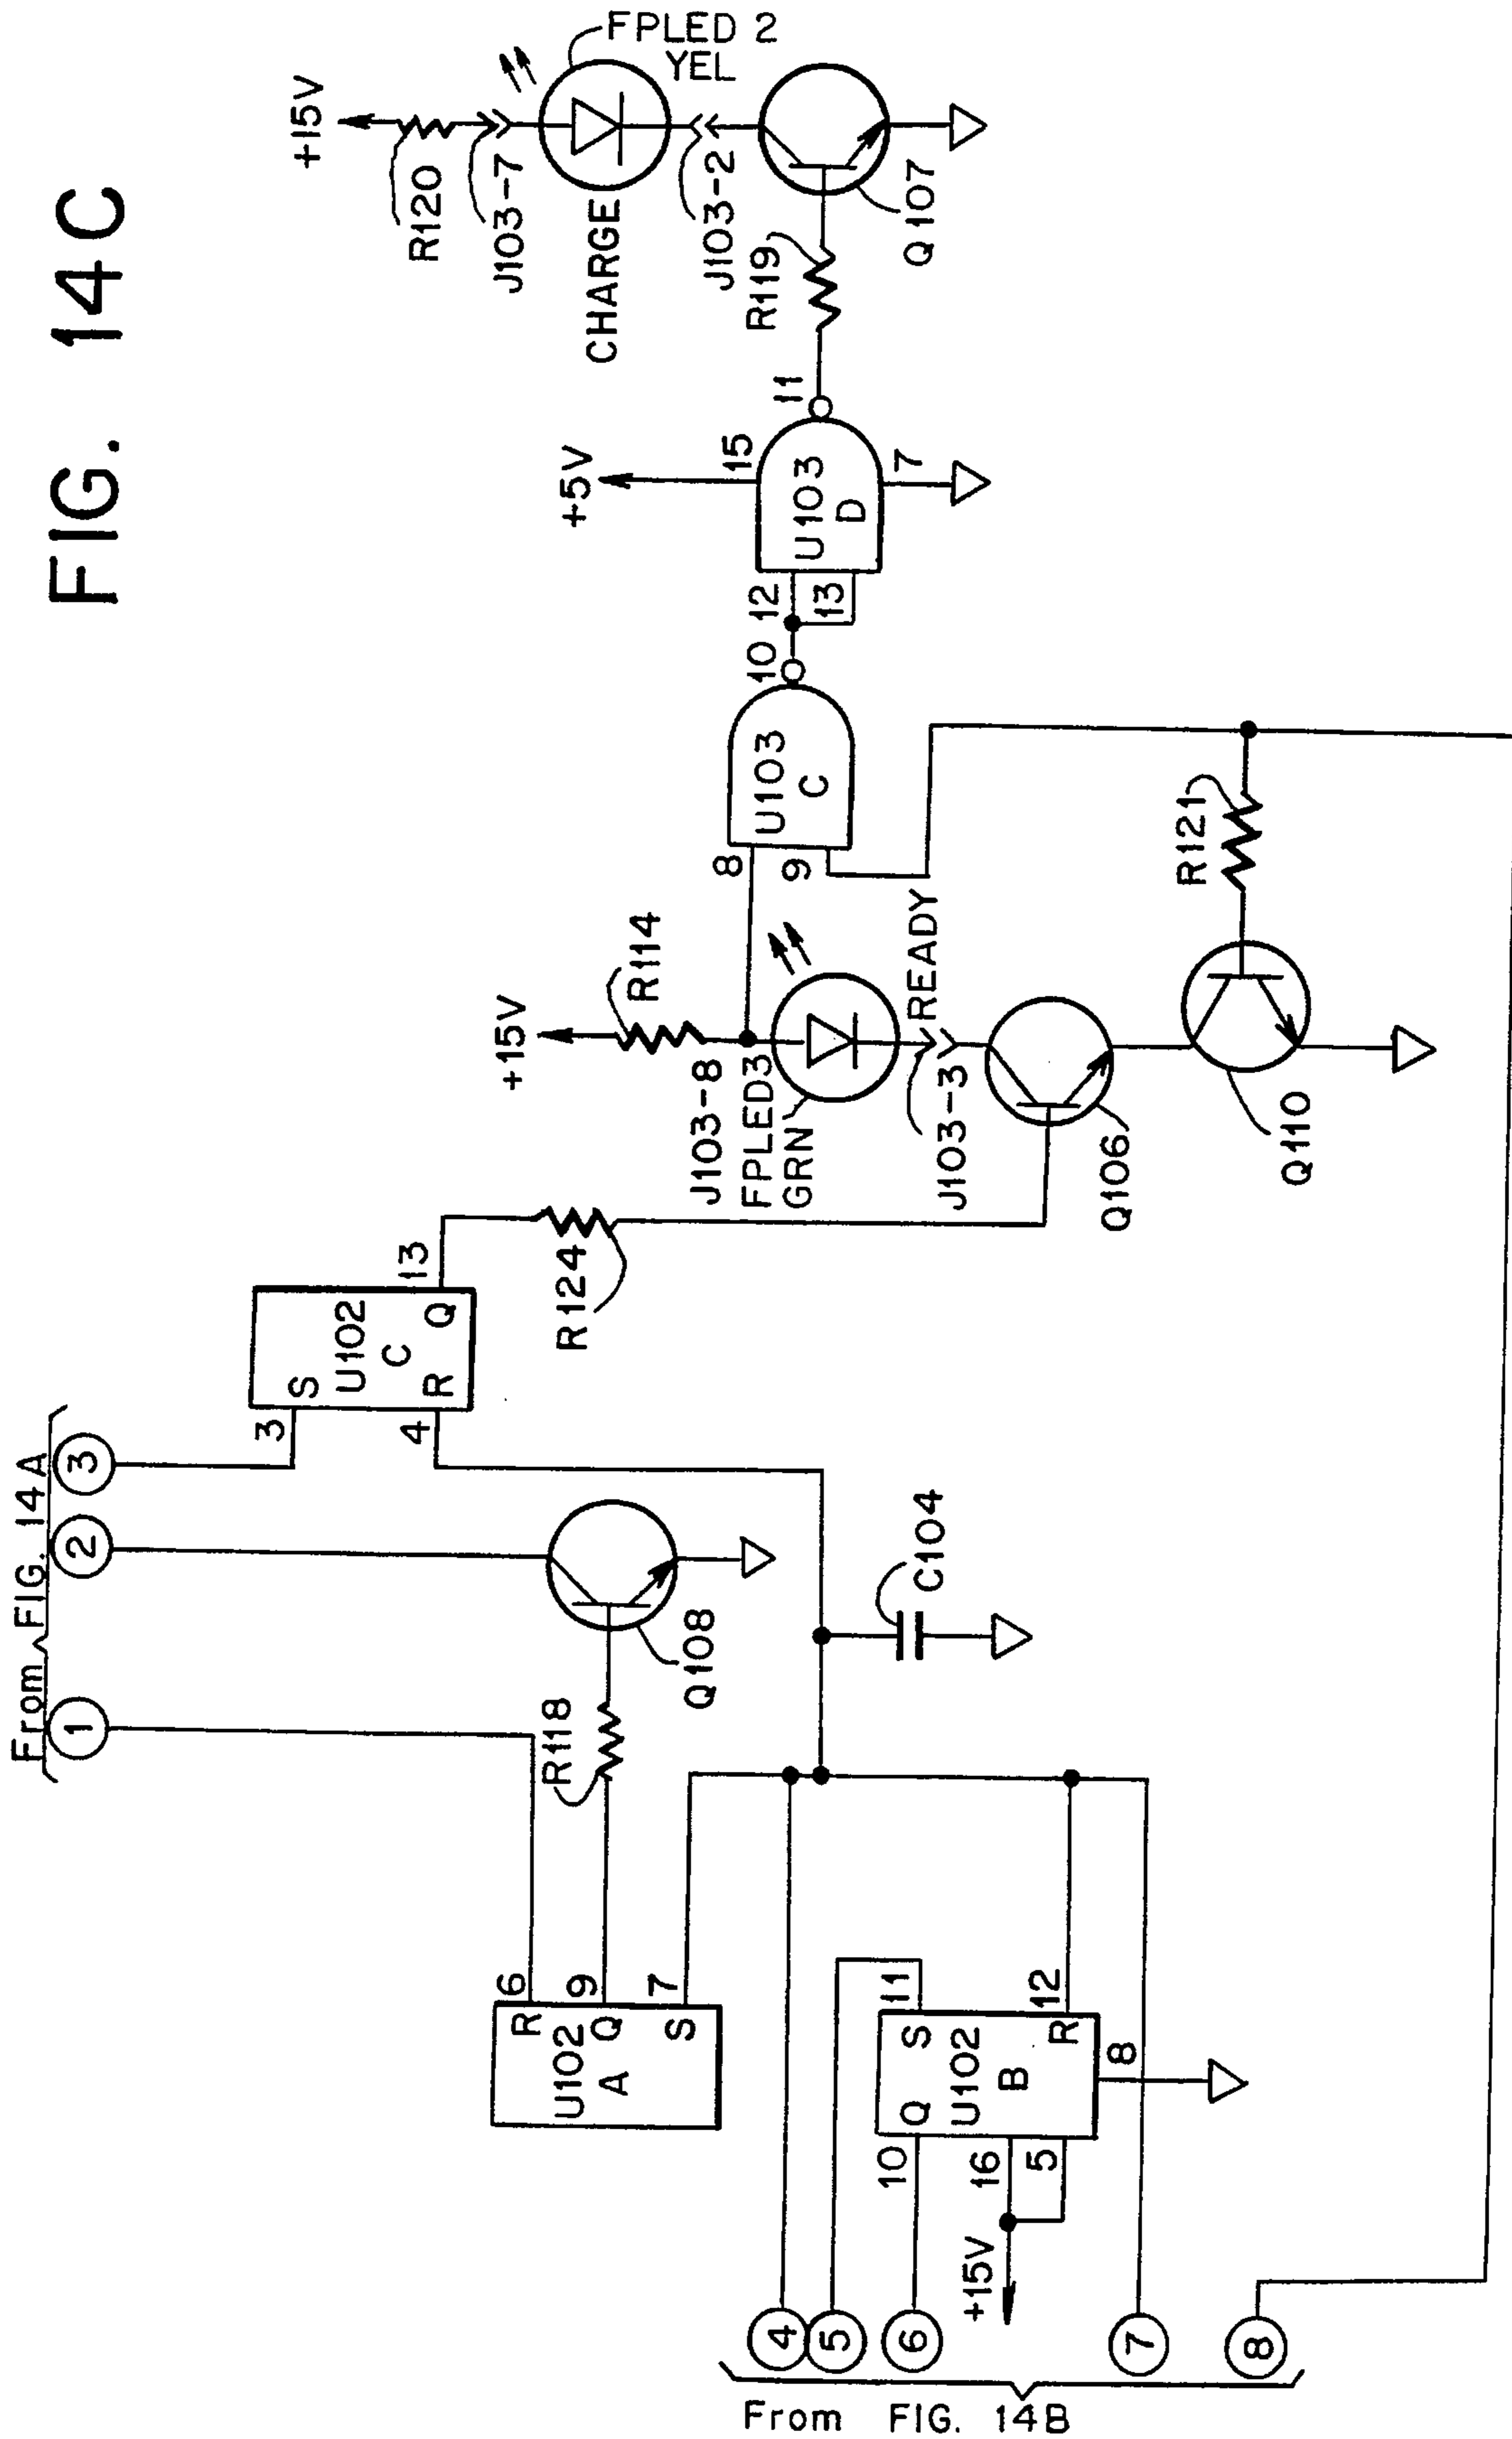 FIG. 14C
From FIG. 14A
1
2
3
From FIG. 14B
4
5
6
7
8
U102
A
R
Q
S
6
9
7
R118
Q108
U102
B
Q
S
R
10
11
12
16
5
8
+15V
C104
S
U102
C
R
Q
3
4
13
R124
+15V
R114
J103-8
FPLED3
GRN
READY
J103-3
Q106
Q110
R121
8
9
U103
C
10
12
13
U103
D
+5V
15
7
11
R119
Q107
J103-2
CHARGE
FPLED 2
YEL
J103-7
R120
+15V